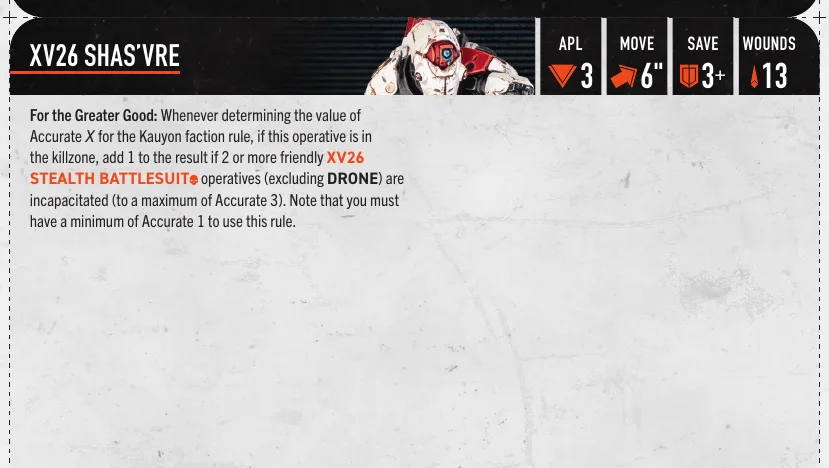 XV26 SHAS'VRE
APL
3
MOVE
6"
SAVE
3+
WOUNDS
13
For the Greater Good: Whenever determining the value of
Accurate X for the Kauyon faction rule, if this operative is in
the killzone, add 1 to the result if 2 or more friendly XV26
STEALTH BATTLESUIT operatives (excluding DRONE) are
incapacitated (to a maximum of Accurate 3). Note that you must
have a minimum of Accurate 1 to use this rule.